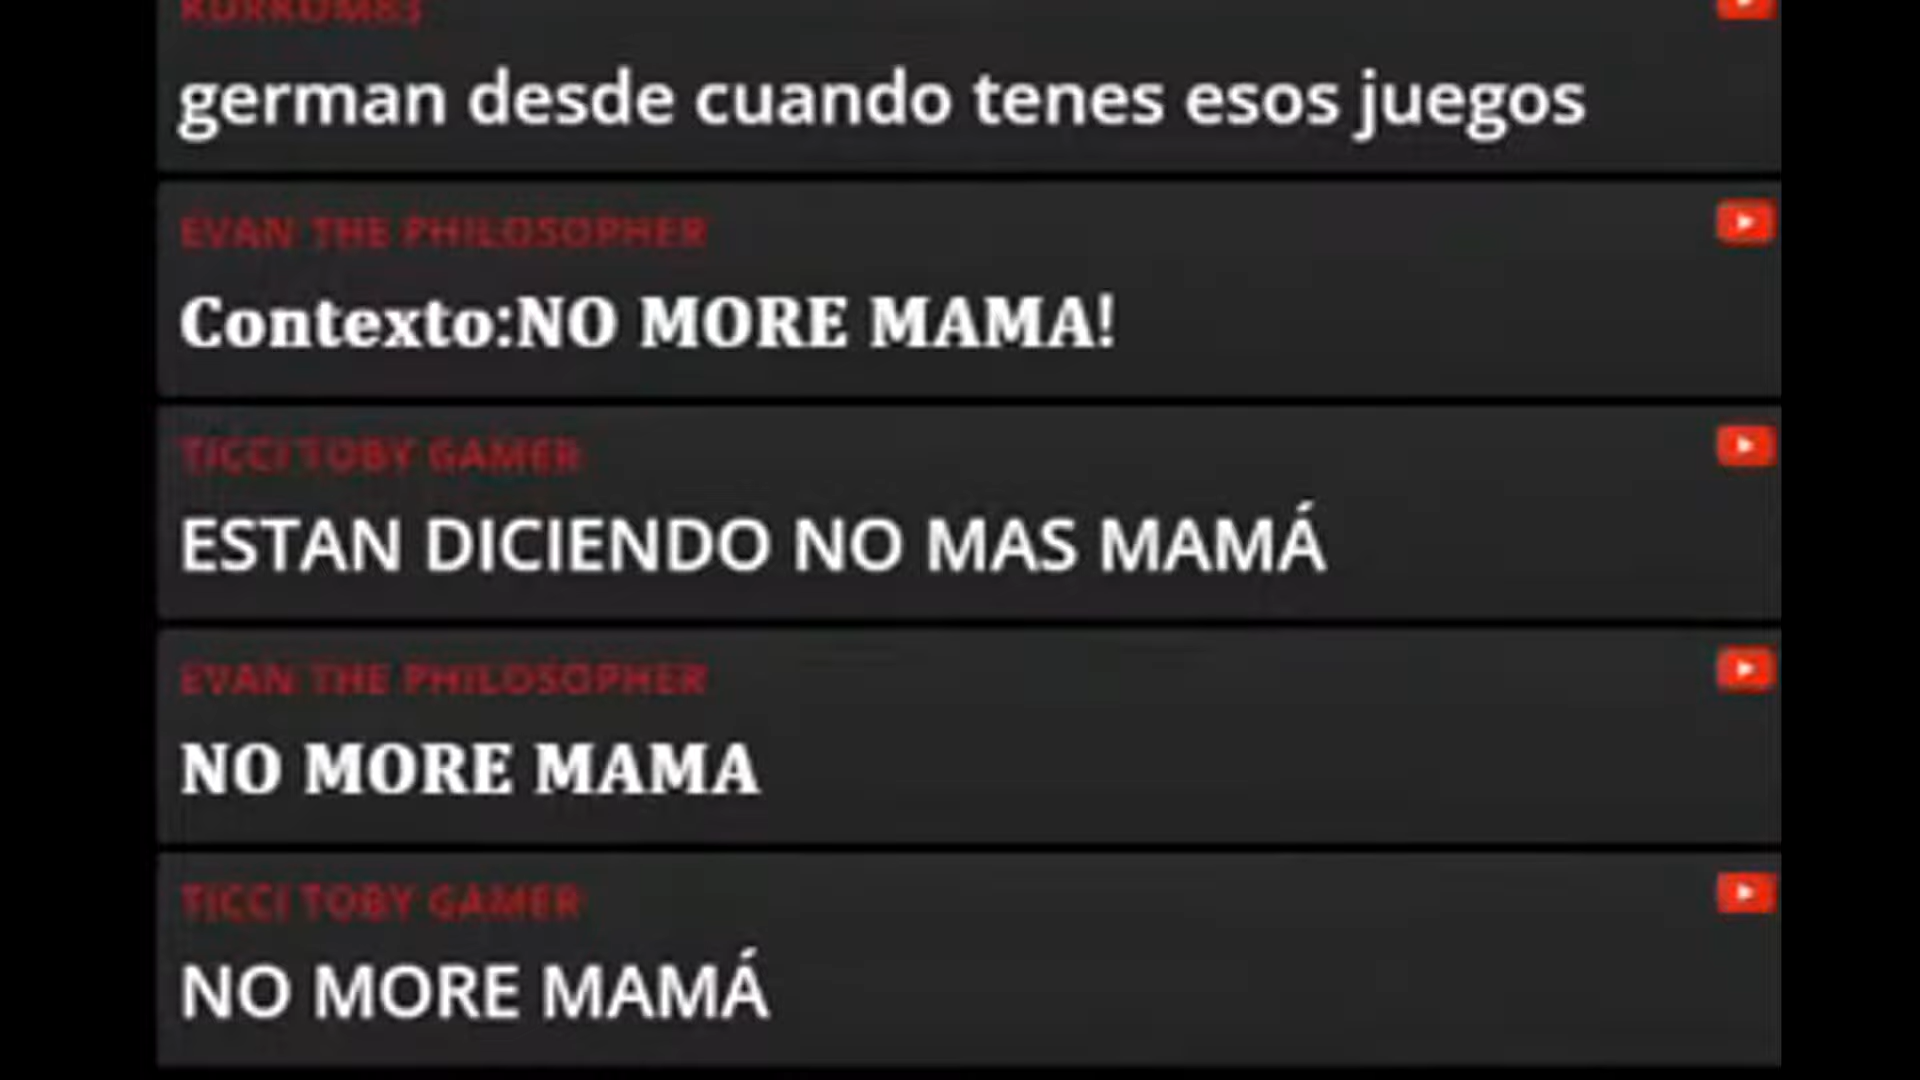 german desde cuando tenes esos juegos
EVAN THE PHILOSOPHER
Contexto:NO MORE MAMA!
TICCI TOBY GAMER
ESTAN DICIENDO NO MAS MAMÁ
EVAN THE PHILOSOPHER
NO MORE MAMA
TICCI TOBY GAMER
NO MORE MAMÁ